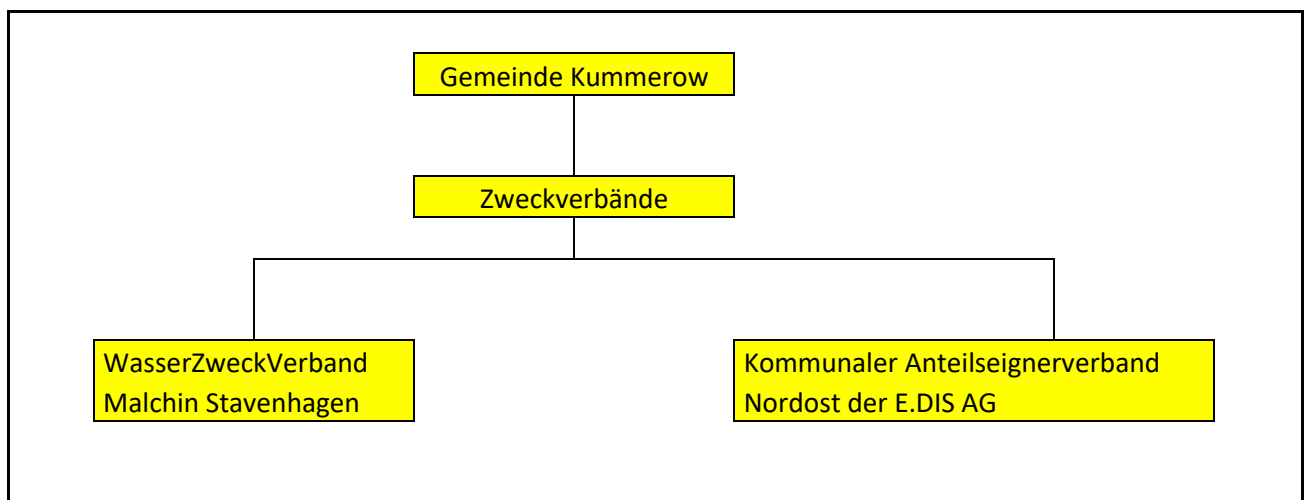 Gemeinde Kummerow
Zweckverbände
WasserZweckVerband
Malchin Stavenhagen
Kommunaler Anteilseignerverband
Nordost der E.DIS AG